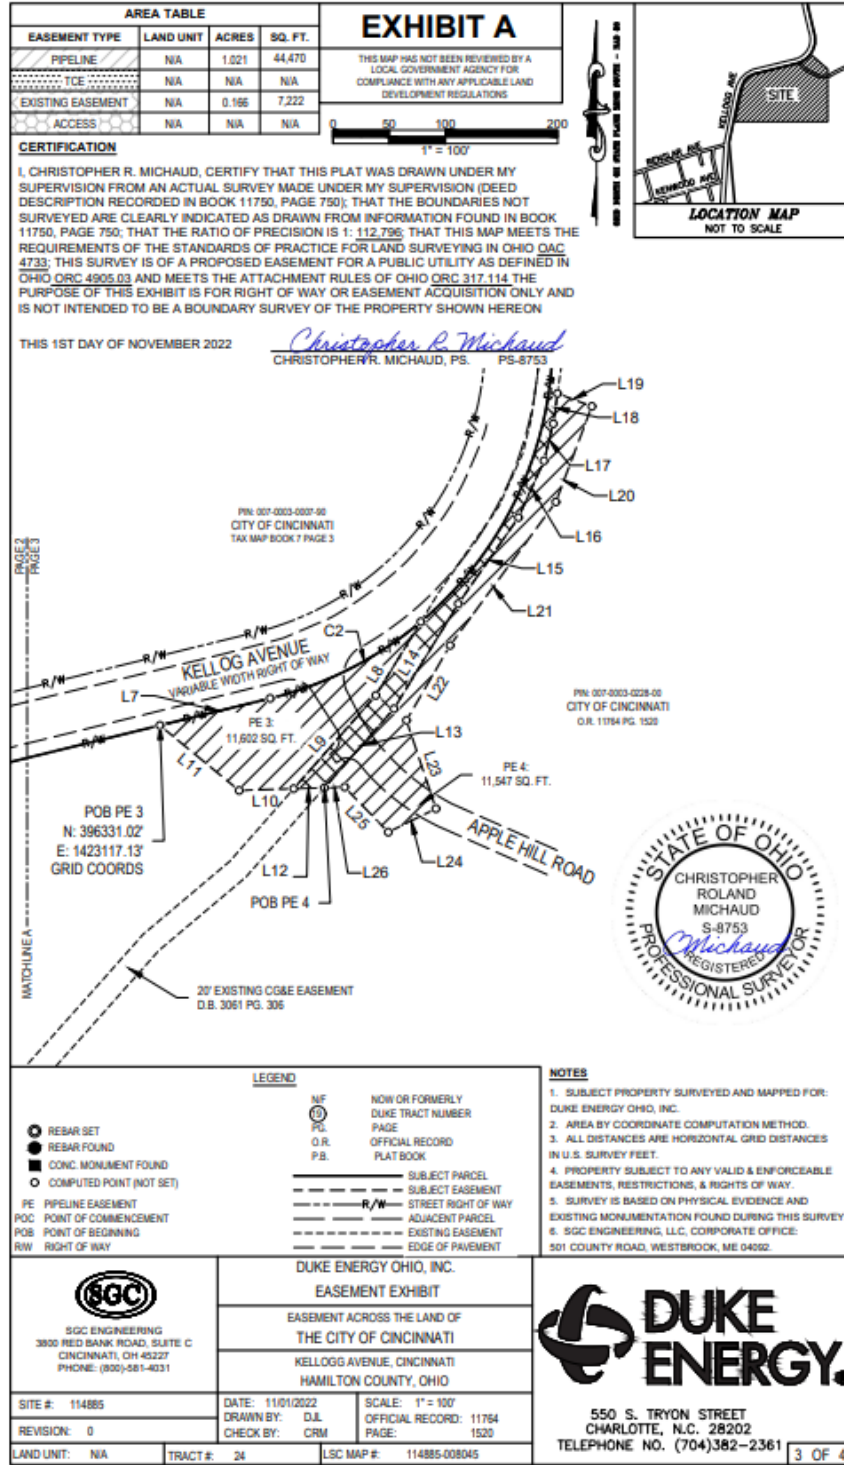 AREA TABLE
EASEMENT TYPE LAND UNIT ACRES SQ. FT.
PIPELINE N/A 1.021 44,470
TCE N/A N/A N/A
EXISTING EASEMENT N/A 0.166 7,222
ACCESS N/A N/A N/A
EXHIBIT A
THIS MAP HAS NOT BEEN REVIEWED BY A
LOCAL GOVERNMENT AGENCY FOR
COMPLIANCE WITH ANY APPLICABLE LAND
DEVELOPMENT REGULATIONS
0 50 100 200
1" = 100'
KELLOGG AVE
SITE
KENWOOD AVE
LOCATION MAP
NOT TO SCALE
CERTIFICATION
I, CHRISTOPHER R. MICHAUD, CERTIFY THAT THIS PLAT WAS DRAWN UNDER MY
SUPERVISION FROM AN ACTUAL SURVEY MADE UNDER MY SUPERVISION (DEED
DESCRIPTION RECORDED IN BOOK 11750, PAGE 750); THAT THE BOUNDARIES NOT
SURVEYED ARE CLEARLY INDICATED AS DRAWN FROM INFORMATION FOUND IN BOOK
11750, PAGE 750; THAT THE RATIO OF PRECISION IS 1: 112,796; THAT THIS MAP MEETS THE
REQUIREMENTS OF THE STANDARDS OF PRACTICE FOR LAND SURVEYING IN OHIO OAC
4733; THIS SURVEY IS OF A PROPOSED EASEMENT FOR A PUBLIC UTILITY AS DEFINED IN
OHIO ORC 4905.03 AND MEETS THE ATTACHMENT RULES OF OHIO ORC 317.114 THE
PURPOSE OF THIS EXHIBIT IS FOR RIGHT OF WAY OR EASEMENT ACQUISITION ONLY AND
IS NOT INTENDED TO BE A BOUNDARY SURVEY OF THE PROPERTY SHOWN HEREON
THIS 1ST DAY OF NOVEMBER 2022
Christopher R. Michaud
CHRISTOPHER R. MICHAUD, PS. PS-8753
R/W
R/W
L19
L18
R/W
L17
L20
R/W
PIN: 007-0003-0007-90
CITY OF CINCINNATI
TAX MAP BOOK 7 PAGE 3
R/W
L16
PAGE 2
PAGE 3
L15
R/W
R/W
L21
R/W
C2
R/W
R/W
KELLOG AVENUE
VARIABLE WIDTH RIGHT OF WAY
L8
L14
L22
R/W
R/W
L7
R/W
PIN: 007-0003-0228-00
CITY OF CINCINNATI
O.R. 11764 PG. 1520
PE 3:
11,602 SQ. FT.
L9
L13
L11
L23
PE 4:
11,547 SQ. FT.
L10
L25
POB PE 3
N: 396331.02'
E: 1423117.13'
GRID COORDS
APPLE HILL ROAD
L12
L26
L24
POB PE 4
MATCHLINE A
20' EXISTING CG&E EASEMENT
D.B. 3061 PG. 306
STATE OF OHIO
CHRISTOPHER
ROLAND
MICHAUD
S-8753
CMichaud
REGISTERED
PROFESSIONAL SURVEYOR
LEGEND
REBAR SET
REBAR FOUND
CONC. MONUMENT FOUND
COMPUTED POINT (NOT SET)
PE PIPELINE EASEMENT
POC POINT OF COMMENCEMENT
POB POINT OF BEGINNING
R/W RIGHT OF WAY
N/F NOW OR FORMERLY
19 DUKE TRACT NUMBER
PG. PAGE
O.R. OFFICIAL RECORD
P.B. PLAT BOOK
SUBJECT PARCEL
SUBJECT EASEMENT
R/W STREET RIGHT OF WAY
ADJACENT PARCEL
EXISTING EASEMENT
EDGE OF PAVEMENT
NOTES
1. SUBJECT PROPERTY SURVEYED AND MAPPED FOR:
DUKE ENERGY OHIO, INC.
2. AREA BY COORDINATE COMPUTATION METHOD.
3. ALL DISTANCES ARE HORIZONTAL GRID DISTANCES
IN U.S. SURVEY FEET.
4. PROPERTY SUBJECT TO ANY VALID & ENFORCEABLE
EASEMENTS, RESTRICTIONS, & RIGHTS OF WAY.
5. SURVEY IS BASED ON PHYSICAL EVIDENCE AND
EXISTING MONUMENTATION FOUND DURING THIS SURVEY
6. SGC ENGINEERING, LLC, CORPORATE OFFICE:
501 COUNTY ROAD, WESTBROOK, ME 04092.
SGC
SGC ENGINEERING
3800 RED BANK ROAD, SUITE C
CINCINNATI, OH 45227
PHONE: (800)-581-4031
DUKE ENERGY OHIO, INC.
EASEMENT EXHIBIT
EASEMENT ACROSS THE LAND OF
THE CITY OF CINCINNATI
KELLOGG AVENUE, CINCINNATI
HAMILTON COUNTY, OHIO
SITE #: 114885
REVISION: 0
DATE: 11/01/2022
DRAWN BY: DJL
CHECK BY: CRM
SCALE: 1" = 100'
OFFICIAL RECORD: 11764
PAGE: 1520
LAND UNIT: N/A
TRACT #: 24
LSC MAP #: 114885-008045
DUKE
ENERGY.
550 S. TRYON STREET
CHARLOTTE, N.C. 28202
TELEPHONE NO. (704)382-2361
3 OF 4